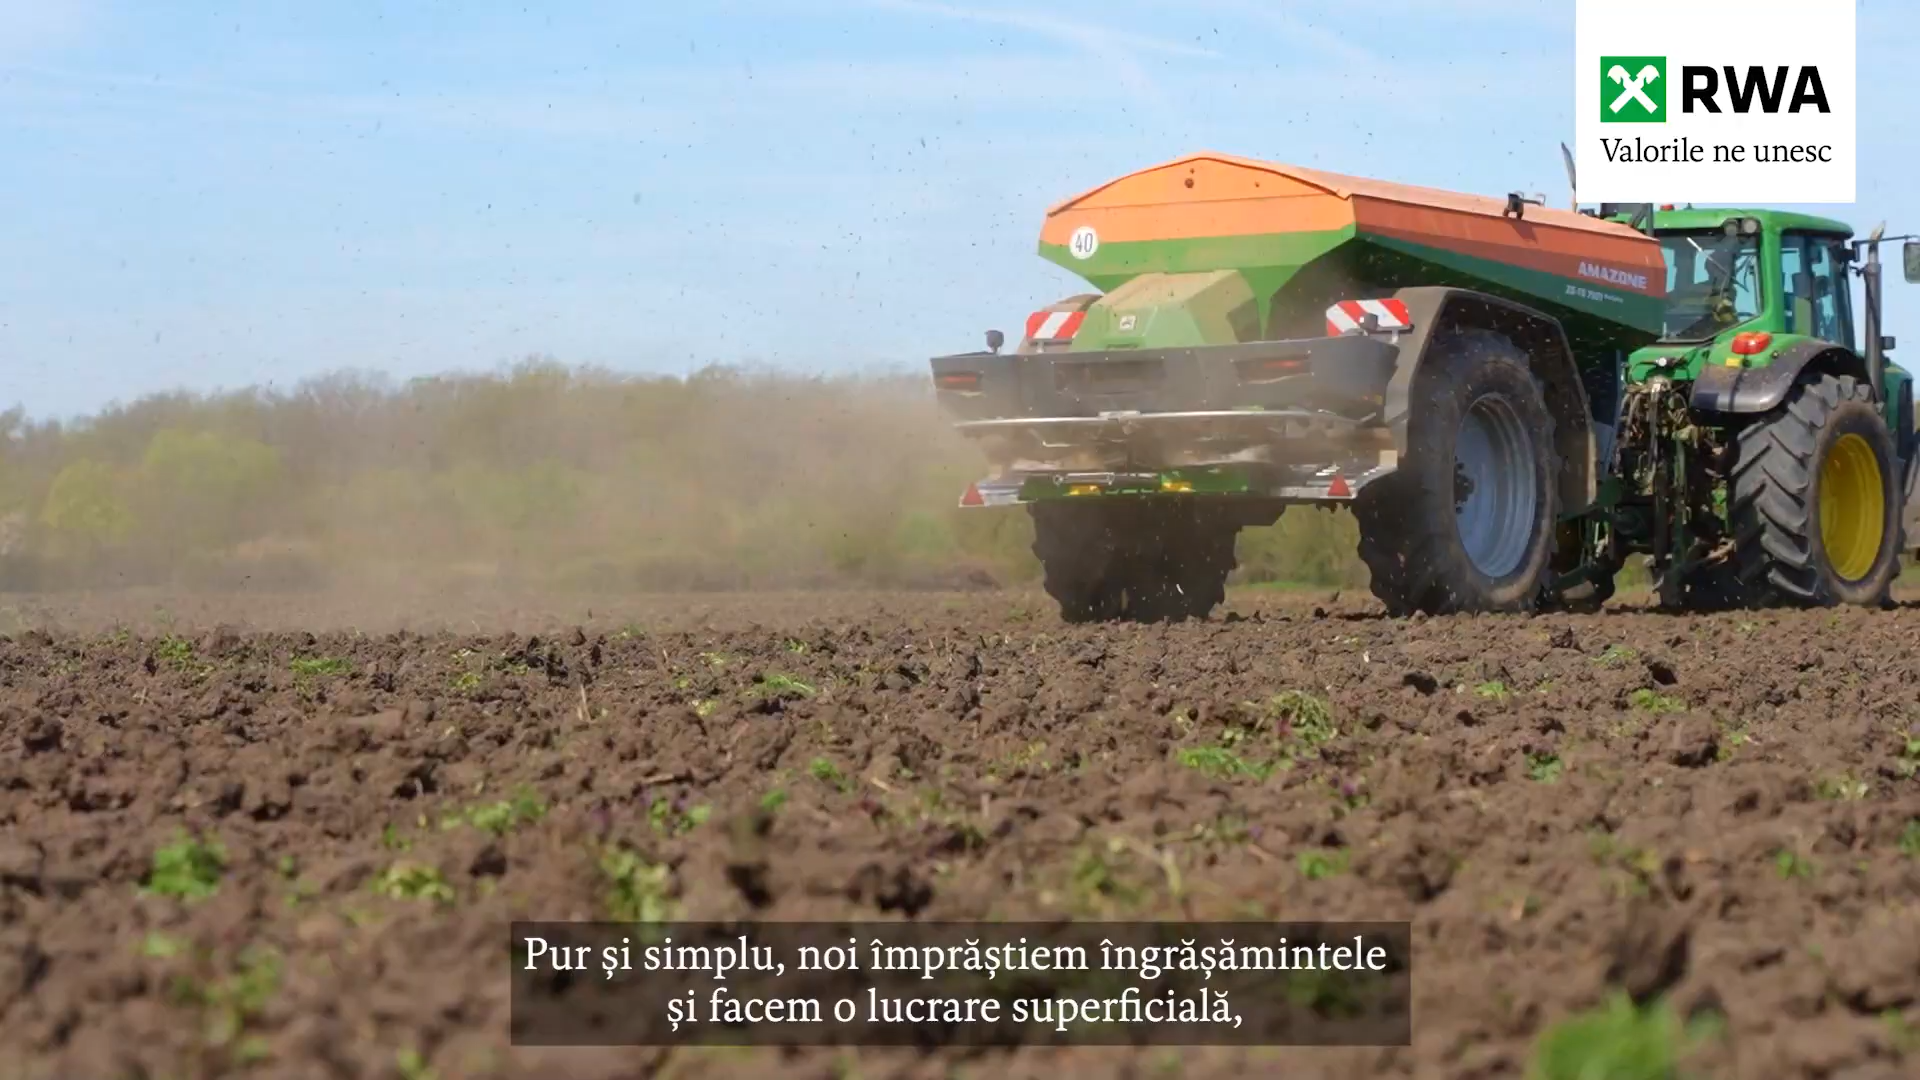 RWA
Valorile ne unesc
40
AMAZONE
Pur și simplu, noi împrăștiem îngrășămintele
și facem o lucrare superficială,